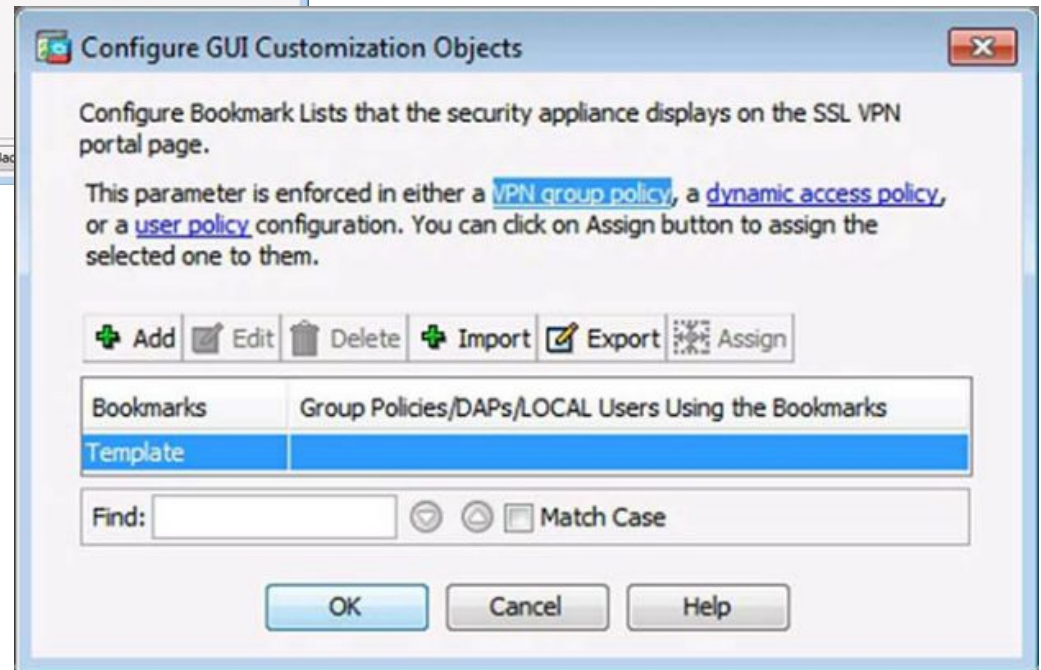 Configure GUI Customization Objects
Configure Bookmark Lists that the security appliance displays on the SSL VPN
portal page.
This parameter is enforced in either a VPN group policy, a dynamic access policy,
or a user policy configuration. You can click on Assign button to assign the
selected one to them.
Add Edit Delete Import Export Assign
Bookmarks Group Policies/DAPs/LOCAL Users Using the Bookmarks
Template
Find: Match Case
OK Cancel Help